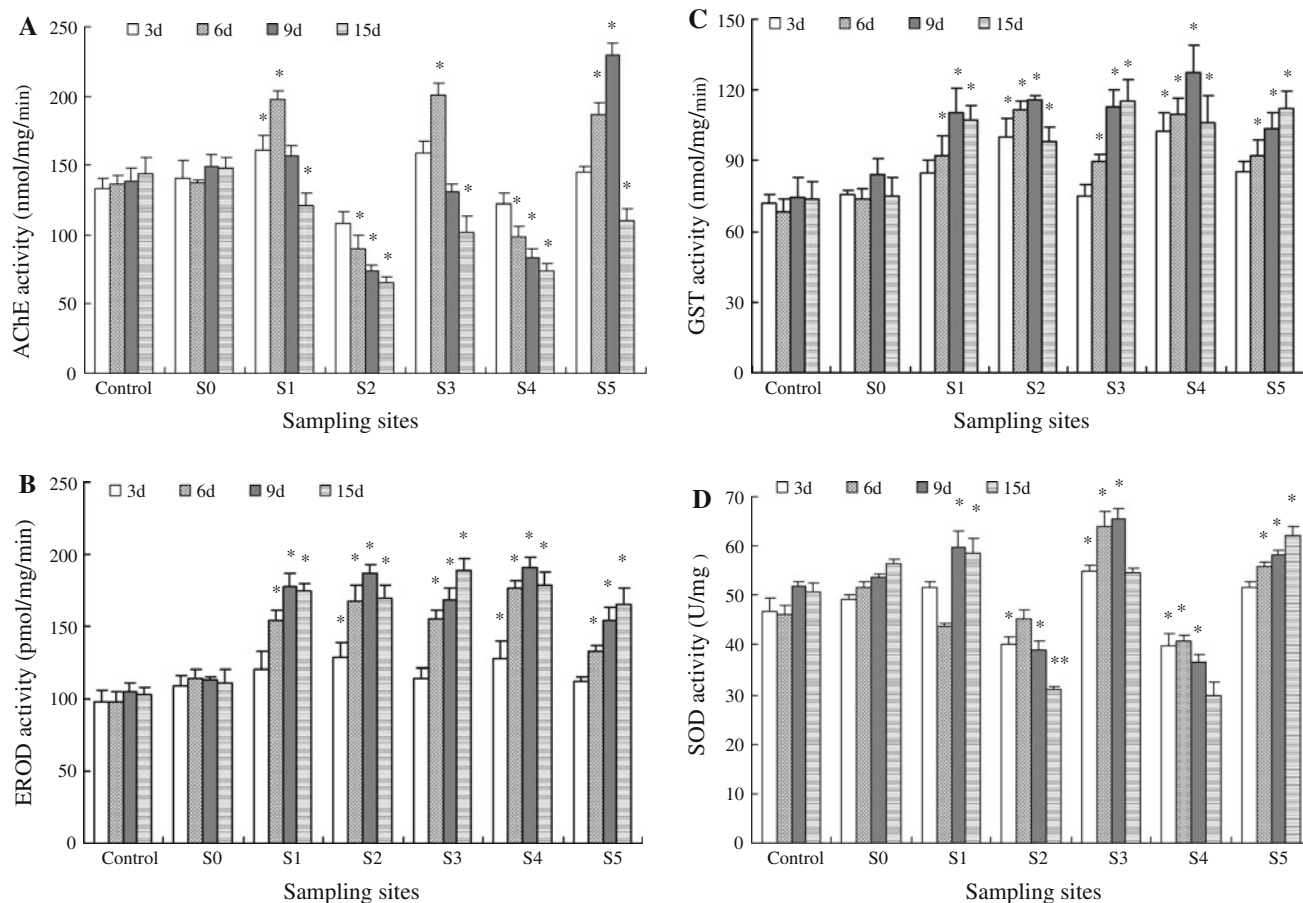 A
3d 6d 9d 15d
AChE activity (nmol/mg/min)
250
200
150
100
50
0
* * * * * * * * * * * * * *
Control S0 S1 S2 S3 S4 S5
Sampling sites
C
3d 6d 9d 15d
GST activity (nmol/mg/min)
150
120
90
60
30
0
* * * * * * * * * * * * * * * * *
Control S0 S1 S2 S3 S4 S5
Sampling sites
B
3d 6d 9d 15d
EROD activity (pmol/mg/min)
250
200
150
100
50
0
* * * * * * * * * * * * * * * * *
Control S0 S1 S2 S3 S4 S5
Sampling sites
D
3d 6d 9d 15d
SOD activity (U/mg )
70
60
50
40
30
20
10
0
* * * * ** * * * * * * * * *
Control S0 S1 S2 S3 S4 S5
Sampling sites